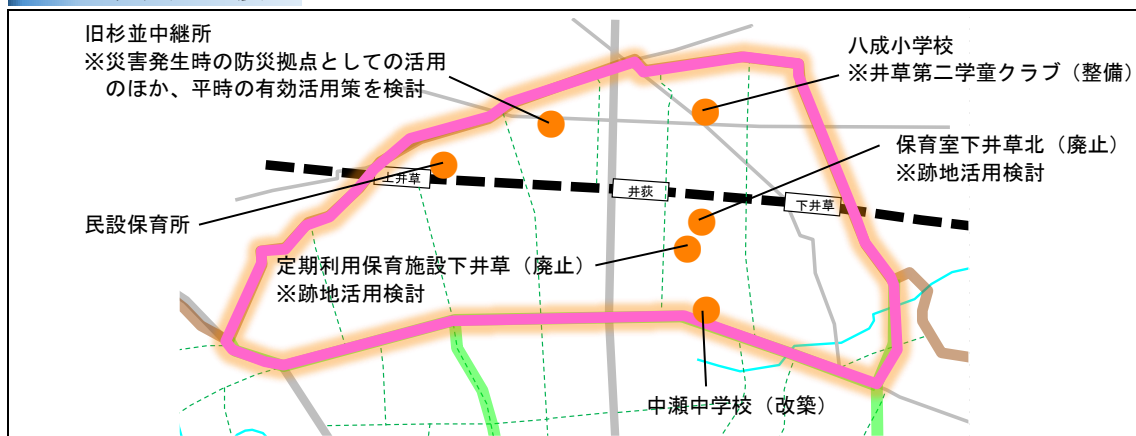 旧杉並中継所
※災害発生時の防災拠点としての活用
のほか、平時の有効活用策を検討
八成小学校
※井草第二学童クラブ（整備）
保育室下井草北（廃止）
※跡地活用検討
上井草
井荻
下井草
民設保育所
定期利用保育施設下井草（廃止）
※跡地活用検討
中瀬中学校（改築）